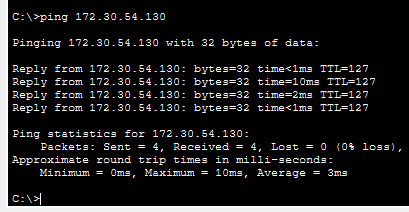 C:\>ping 172.30.54.130
Pinging 172.30.54.130 with 32 bytes of data:
Reply from 172.30.54.130: bytes=32 time<1ms TTL=127
Reply from 172.30.54.130: bytes=32 time=10ms TTL=127
Reply from 172.30.54.130: bytes=32 time=2ms TTL=127
Reply from 172.30.54.130: bytes=32 time<1ms TTL=127
Ping statistics for 172.30.54.130:
    Packets: Sent = 4, Received = 4, Lost = 0 (0% loss),
Approximate round trip times in milli-seconds:
    Minimum = 0ms, Maximum = 10ms, Average = 3ms
C:\>